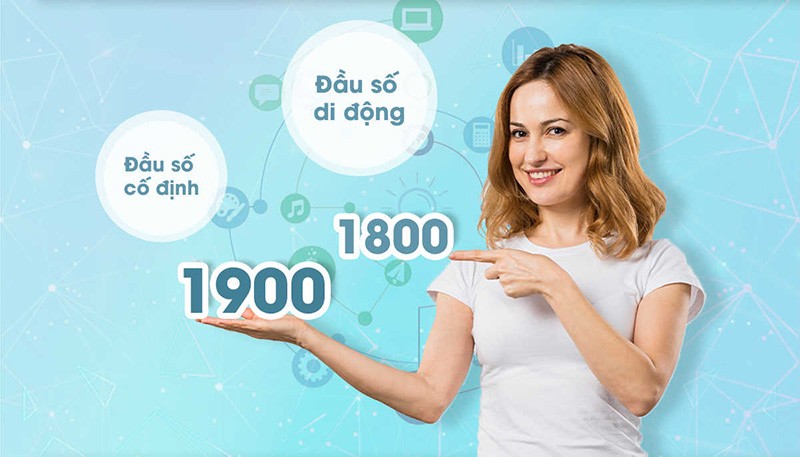 Đầu số
di động
Đầu số
cố định
1800
1900